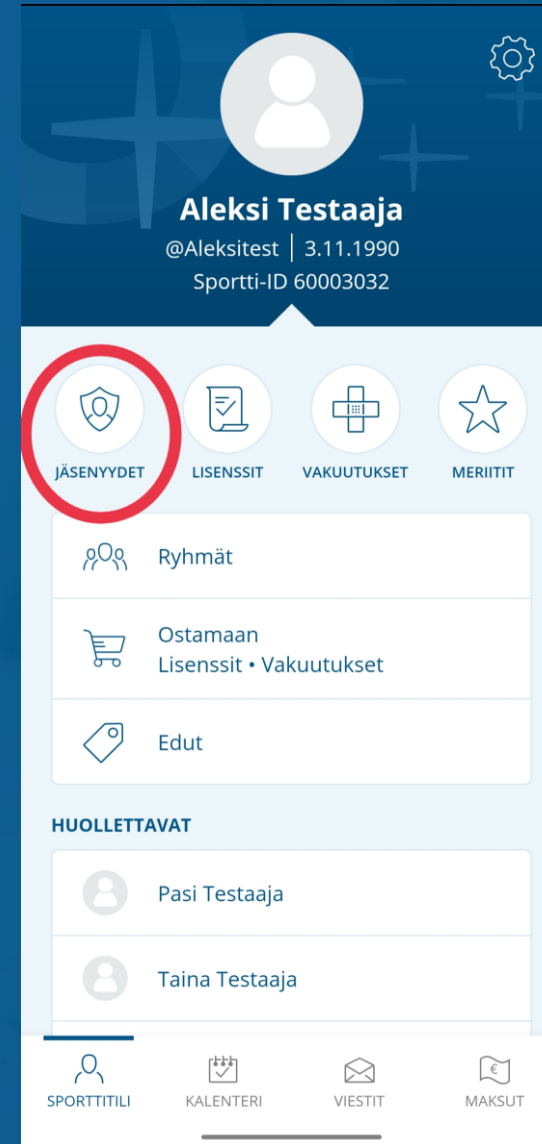 Aleksi Testaaja
@Aleksitest | 3.11.1990
Sportti-ID 60003032
JÄSENYYDET LISENSSIT VAKUUTUKSET MERIITIT
Ryhmät
Ostamaan
Lisenssit • Vakuutukset
Edut
HUOLLETTAVAT
Pasi Testaaja
Taina Testaaja
SPORTTITILI KALENTERI VIESTIT MAKSUT